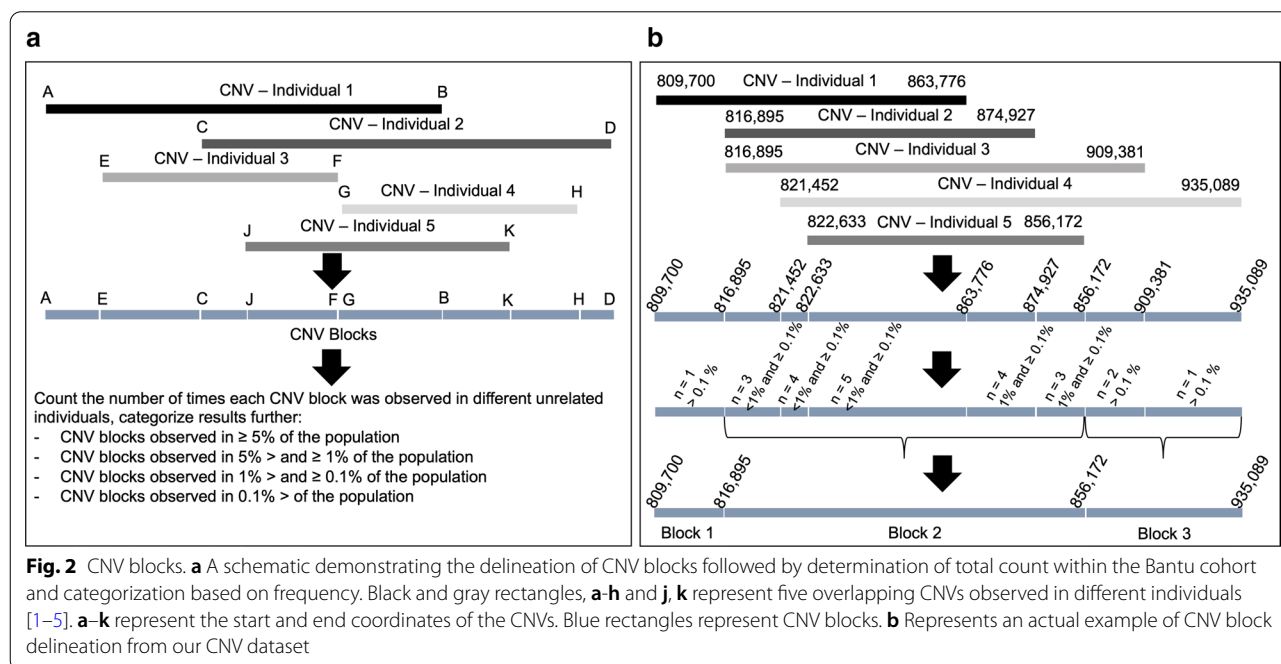 a
A
B
CNV – Individual 1
C
CNV – Individual 2
D
E
CNV – Individual 3
F
G
CNV – Individual 4
H
J
CNV – Individual 5
K
A E C J F G B K H D
CNV Blocks
Count the number of times each CNV block was observed in different unrelated
individuals, categorize results further:
- CNV blocks observed in ≥ 5% of the population
- CNV blocks observed in 5% > and ≥ 1% of the population
- CNV blocks observed in 1% > and ≥ 0.1% of the population
- CNV blocks observed in 0.1% > of the population
b
809,700 CNV – Individual 1 863,776
816,895 CNV – Individual 2 874,927
816,895 CNV – Individual 3 909,381
821,452 CNV – Individual 4 935,089
822,633 CNV – Individual 5 856,172
809,700
816,895
821,452
822,633
863,776
874,927
856,172
909,381
935,089
n = 1
> 0.1 %
n = 3
<1% and ≥ 0.1%
n = 4
<1% and ≥ 0.1%
n = 5
<1% and ≥ 0.1%
n = 4
1% and ≥ 0.1%
n = 3
1% and ≥ 0.1%
n = 2
> 0.1 %
n = 1
> 0.1 %
809,700
816,895
856,172
935,089
Block 1
Block 2
Block 3
Fig. 2 CNV blocks. a A schematic demonstrating the delineation of CNV blocks followed by determination of total count within the Bantu cohort
and categorization based on frequency. Black and gray rectangles, a-h and j, k represent five overlapping CNVs observed in different individuals
[1–5]. a–k represent the start and end coordinates of the CNVs. Blue rectangles represent CNV blocks. b Represents an actual example of CNV block
delineation from our CNV dataset